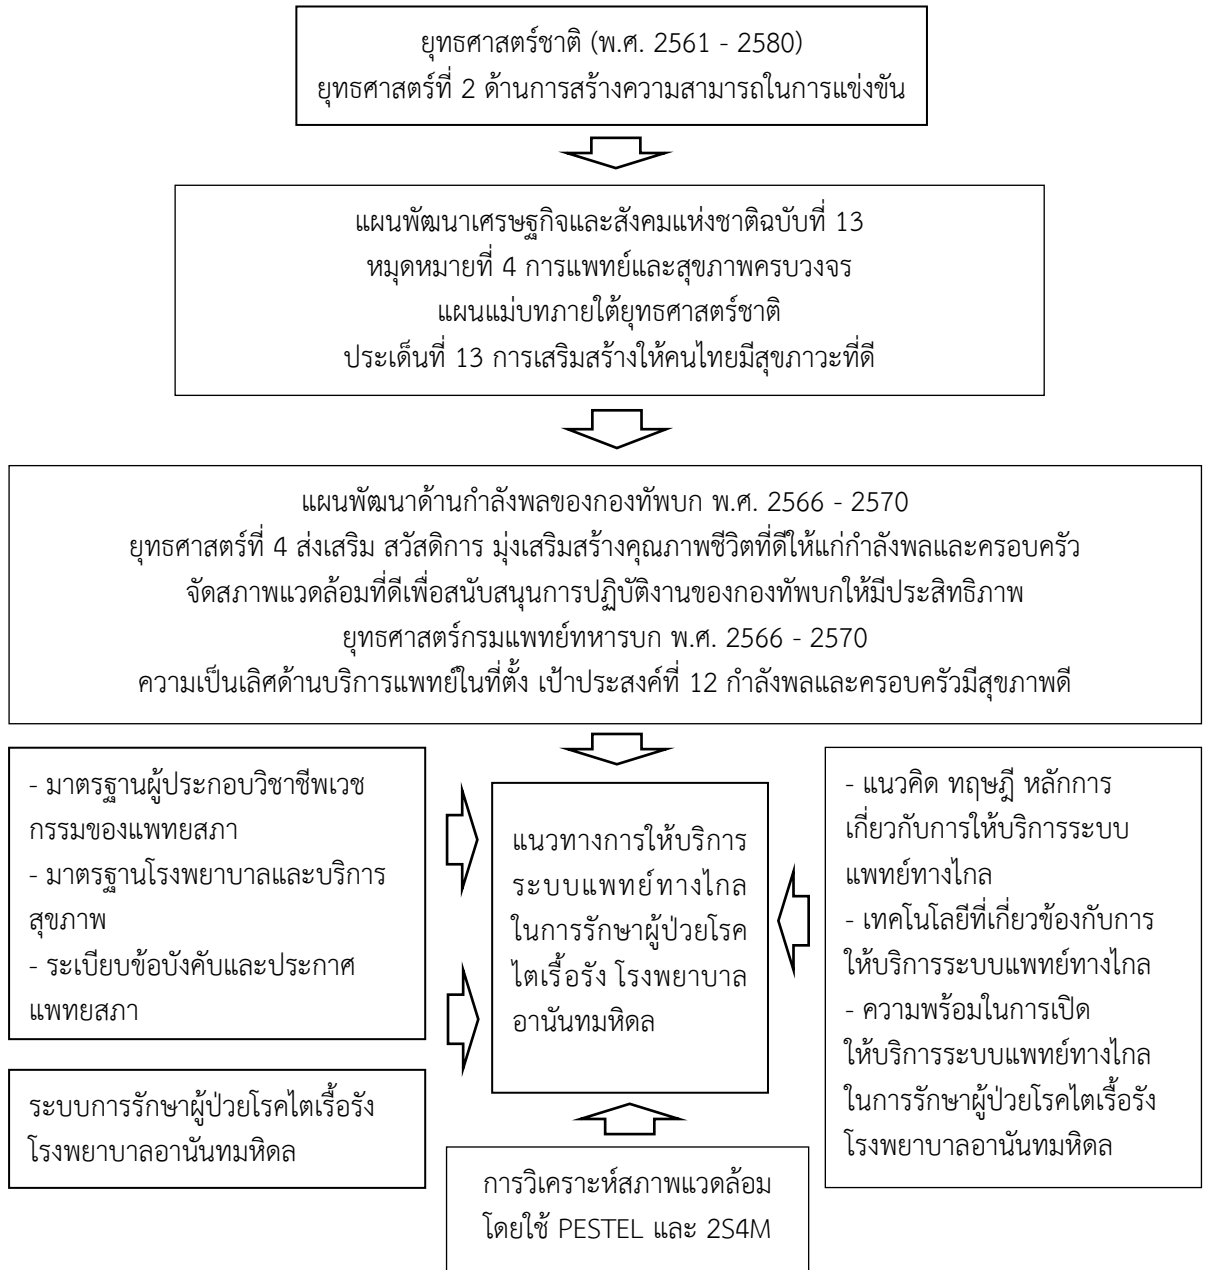 ยุทธศาสตร์ชาติ (พ.ศ. 2561 - 2580)
ยุทธศาสตร์ที่ 2 ด้านการสร้างความสามารถในการแข่งขัน
แผนพัฒนาเศรษฐกิจและสังคมแห่งชาติฉบับที่ 13
หมุดหมายที่ 4 การแพทย์และสุขภาพครบวงจร
แผนแม่บทภายใต้ยุทธศาสตร์ชาติ
ประเด็นที่ 13 การเสริมสร้างให้คนไทยมีสุขภาวะที่ดี
แผนพัฒนาด้านกำลังพลของกองทัพบก พ.ศ. 2566 - 2570
ยุทธศาสตร์ที่ 4 ส่งเสริม สวัสดิการ มุ่งเสริมสร้างคุณภาพชีวิตที่ดีให้แก่กำลังพลและครอบครัว
จัดสภาพแวดล้อมที่ดีเพื่อสนับสนุนการปฏิบัติงานของกองทัพบกให้มีประสิทธิภาพ
ยุทธศาสตร์กรมแพทย์ทหารบก พ.ศ. 2566 - 2570
ความเป็นเลิศด้านบริการแพทย์ในที่ตั้ง เป้าประสงค์ที่ 12 กำลังพลและครอบครัวมีสุขภาพดี
- มาตรฐานผู้ประกอบวิชาชีพเวช
กรรมของแพทยสภา
- มาตรฐานโรงพยาบาลและบริการ
สุขภาพ
- ระเบียบข้อบังคับและประกาศ
แพทยสภา
ระบบการรักษาผู้ป่วยโรคไตเรื้อรัง
โรงพยาบาลอานันทมหิดล
แนวทางการให้บริการ
ระบบแพทย์ทางไกล
ในการรักษาผู้ป่วยโรค
ไตเรื้อรัง โรงพยาบาล
อานันทมหิดล
- แนวคิด ทฤษฎี หลักการ
เกี่ยวกับการให้บริการระบบ
แพทย์ทางไกล
- เทคโนโลยีที่เกี่ยวข้องกับการ
ให้บริการระบบแพทย์ทางไกล
- ความพร้อมในการเปิด
ให้บริการระบบแพทย์ทางไกล
ในการรักษาผู้ป่วยโรคไตเรื้อรัง
โรงพยาบาลอานันทมหิดล
การวิเคราะห์สภาพแวดล้อม
โดยใช้ PESTEL และ 2S4M